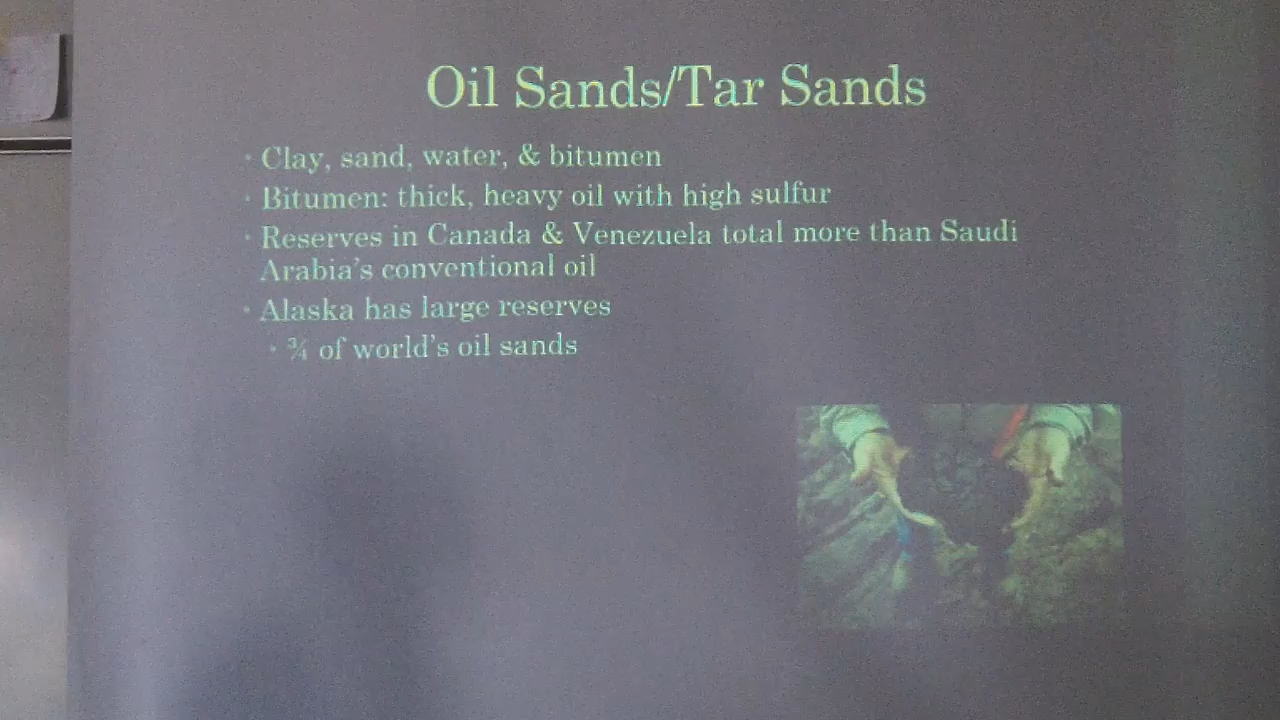 Oil Sands/Tar Sands
• Clay, sand, water, & bitumen
• Bitumen: thick, heavy oil with high sulfur
• Reserves in Canada & Venezuela total more than Saudi
Arabia's conventional oil
• Alaska has large reserves
• ¾ of world's oil sands